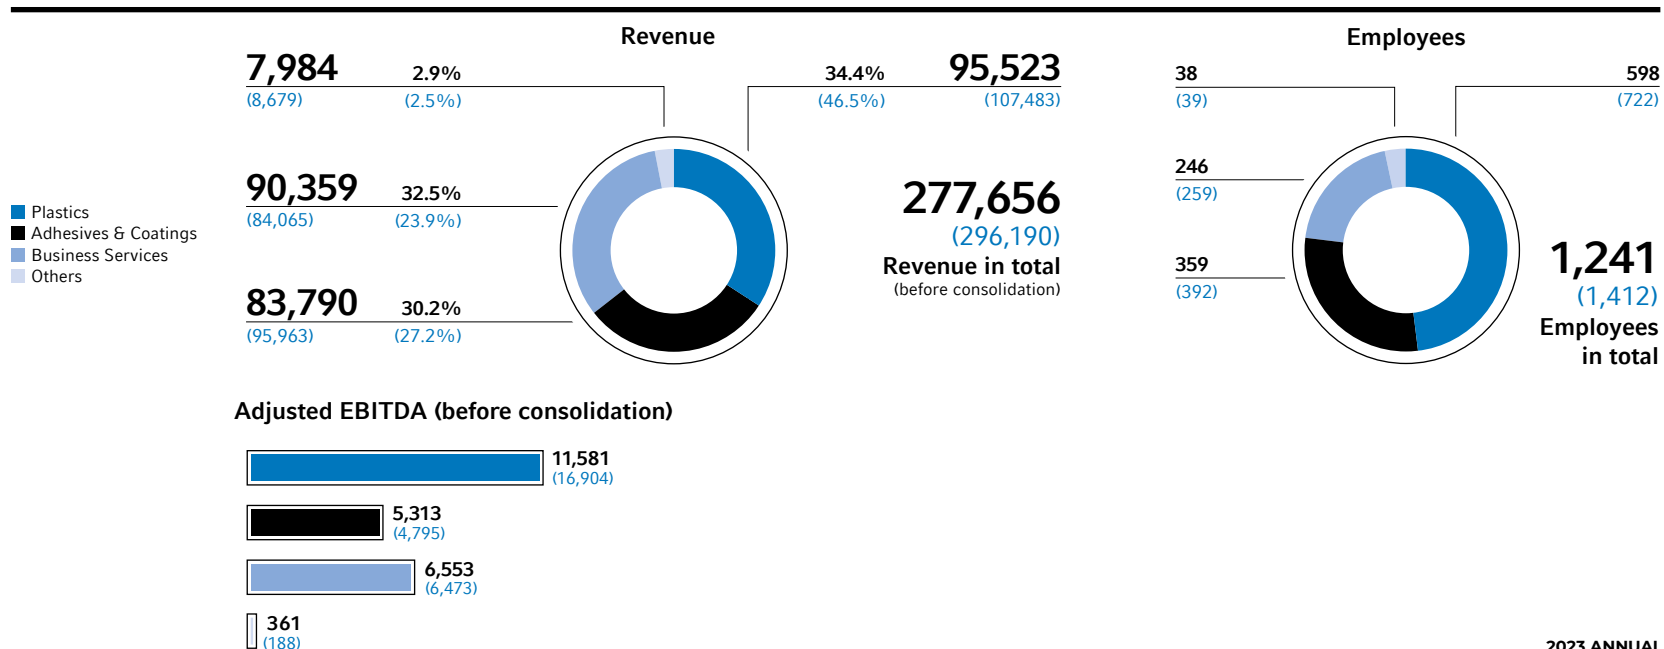 Revenue
7,984 2.9%
(8,679) (2.5%)
34.4% 95,523
(46.5%) (107,483)
90,359 32.5%
(84,065) (23.9%)
83,790 30.2%
(95,963) (27.2%)
277,656
(296,190)
Revenue in total
(before consolidation)
Plastics
Adhesives & Coatings
Business Services
Others
Employees
38
(39)
598
(722)
246
(259)
359
(392)
1,241
(1,412)
Employees
in total
Adjusted EBITDA (before consolidation)
11,581
(16,904)
5,313
(4,795)
6,553
(6,473)
361
(188)
2023 ANNUAL